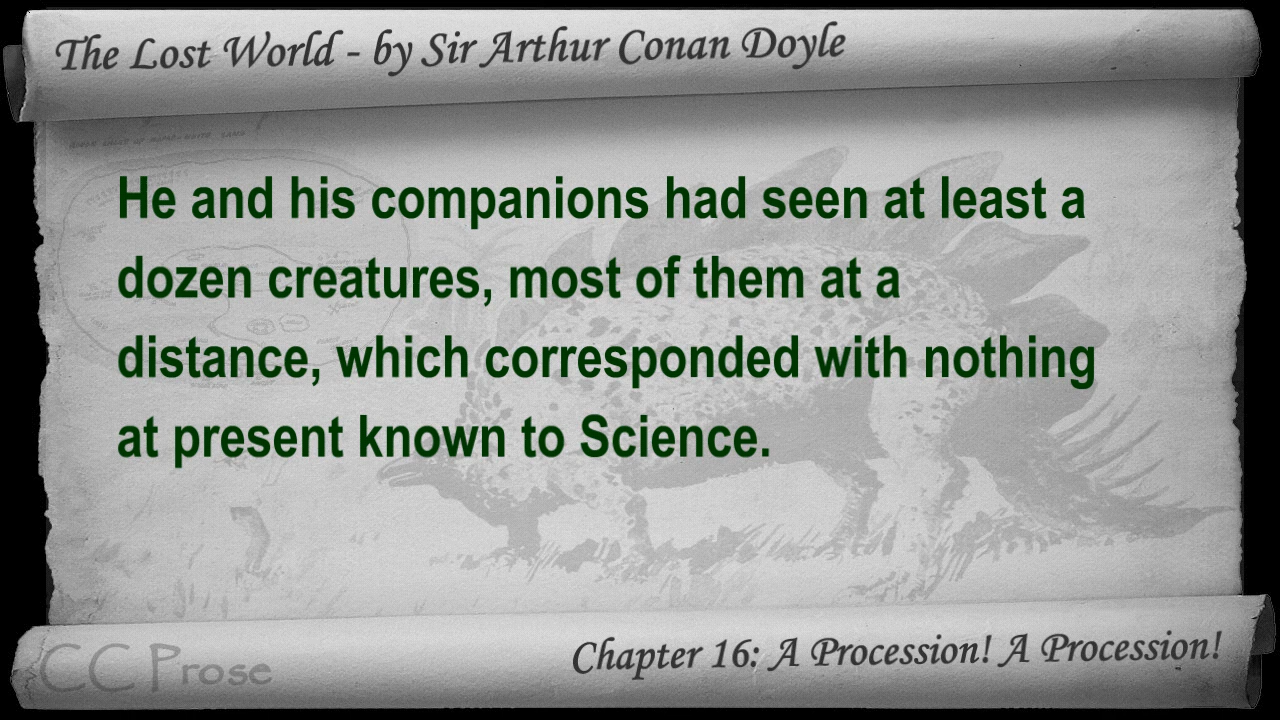 The Lost World - by Sir Arthur Conan Doyle
He and his companions had seen at least a
dozen creatures, most of them at a
distance, which corresponded with nothing
at present known to Science.
CC Prose
Chapter 16: A Procession! A Procession!